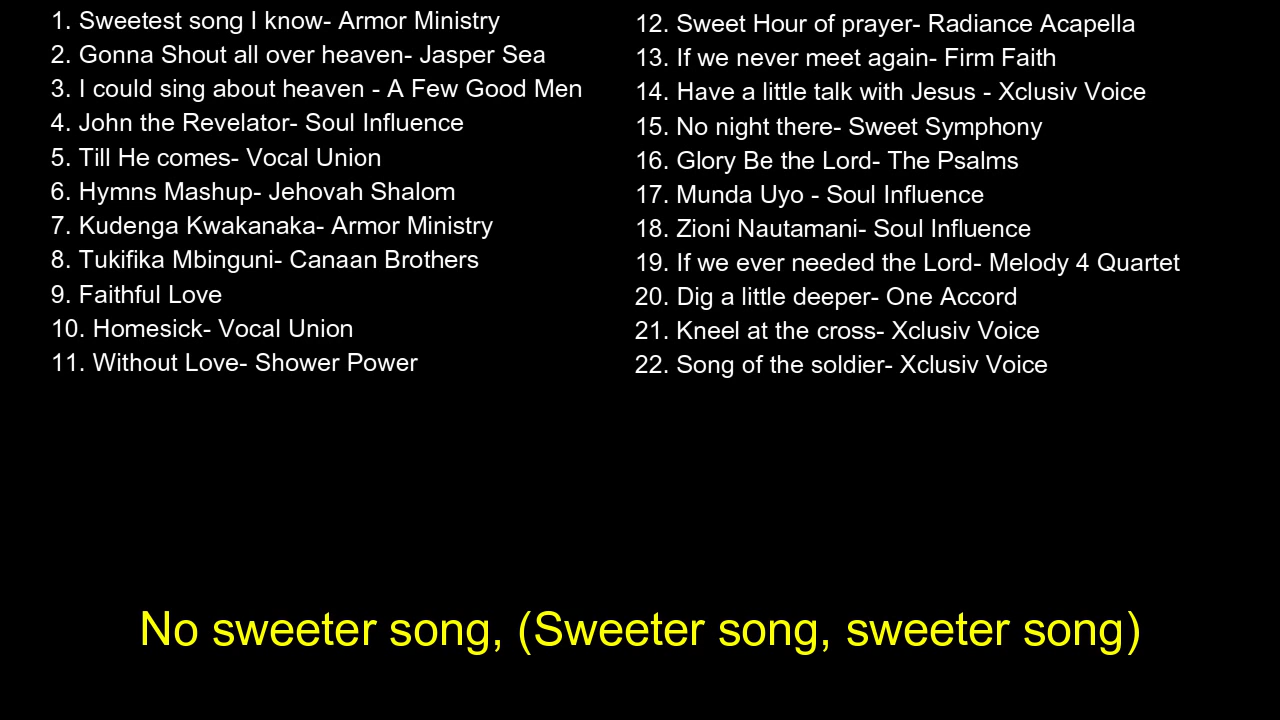 1. Sweetest song I know- Armor Ministry
2. Gonna Shout all over heaven- Jasper Sea
3. I could sing about heaven - A Few Good Men
4. John the Revelator- Soul Influence
5. Till He comes- Vocal Union
6. Hymns Mashup- Jehovah Shalom
7. Kudenga Kwakanaka- Armor Ministry
8. Tukifika Mbinguni- Canaan Brothers
9. Faithful Love
10. Homesick- Vocal Union
11. Without Love- Shower Power
12. Sweet Hour of prayer- Radiance Acapella
13. If we never meet again- Firm Faith
14. Have a little talk with Jesus - Xclusiv Voice
15. No night there- Sweet Symphony
16. Glory Be the Lord- The Psalms
17. Munda Uyo - Soul Influence
18. Zioni Nautamani- Soul Influence
19. If we ever needed the Lord- Melody 4 Quartet
20. Dig a little deeper- One Accord
21. Kneel at the cross- Xclusiv Voice
22. Song of the soldier- Xclusiv Voice
No sweeter song, (Sweeter song, sweeter song)